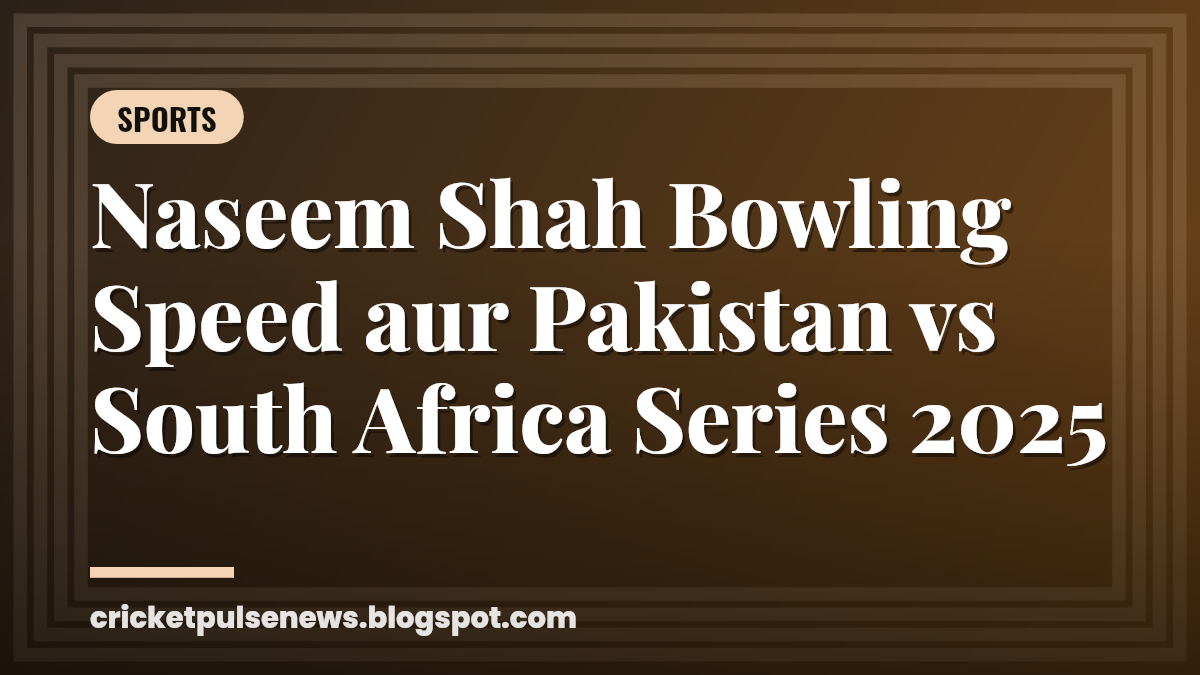 SPORTS
Naseem Shah Bowling
Speed aur Pakistan vs
South Africa Series 2025
cricketpulsenews.blogspot.com